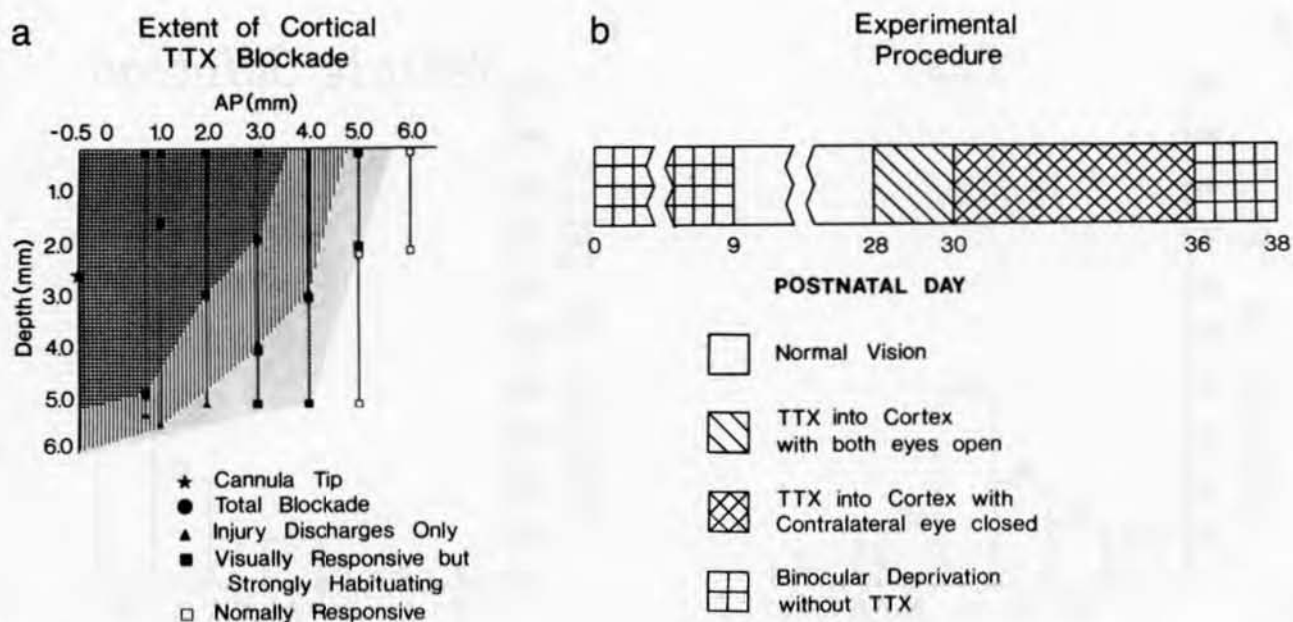 a
Extent of Cortical
TTX Blockade
AP(mm)
-0.5 0 1.0 2.0 3.0 4.0 5.0 6.0
Depth(mm)
1.0
2.0
3.0
4.0
5.0
6.0
★ Cannula Tip
● Total Blockade
▲ Injury Discharges Only
■ Visually Responsive but
Strongly Habituating
□ Nomally Responsive
b
Experimental
Procedure
0 9 28 30 36 38
POSTNATAL DAY
Normal Vision
TTX into Cortex
with both eyes open
TTX into Cortex with
Contralateral eye closed
Binocular Deprivation
without TTX